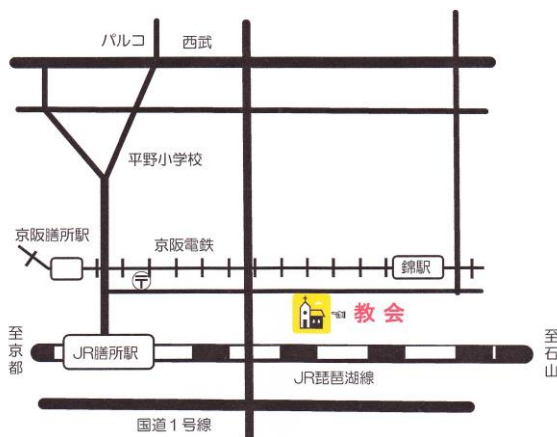 パルコ
西武
平野小学校
京阪膳所駅
京阪電鉄
〒
錦駅
教会
至京都
JR膳所駅
至石山
JR琵琶湖線
国道1号線